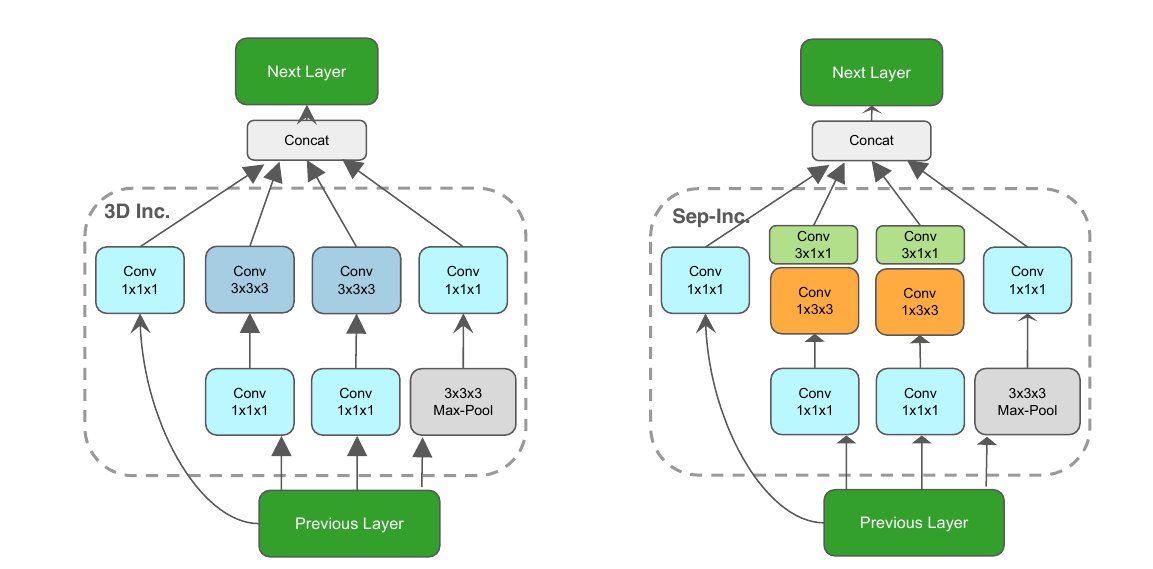 Next Layer
Concat
3D Inc.
Conv
1x1x1
Conv
3x3x3
Conv
3x3x3
Conv
1x1x1
Conv
1x1x1
Conv
1x1x1
3x3x3
Max-Pool
Previous Layer
Next Layer
Concat
Sep-Inc.
Conv
3x1x1
Conv
3x1x1
Conv
1x1x1
Conv
1x3x3
Conv
1x3x3
Conv
1x1x1
Conv
1x1x1
Conv
1x1x1
3x3x3
Max-Pool
Previous Layer